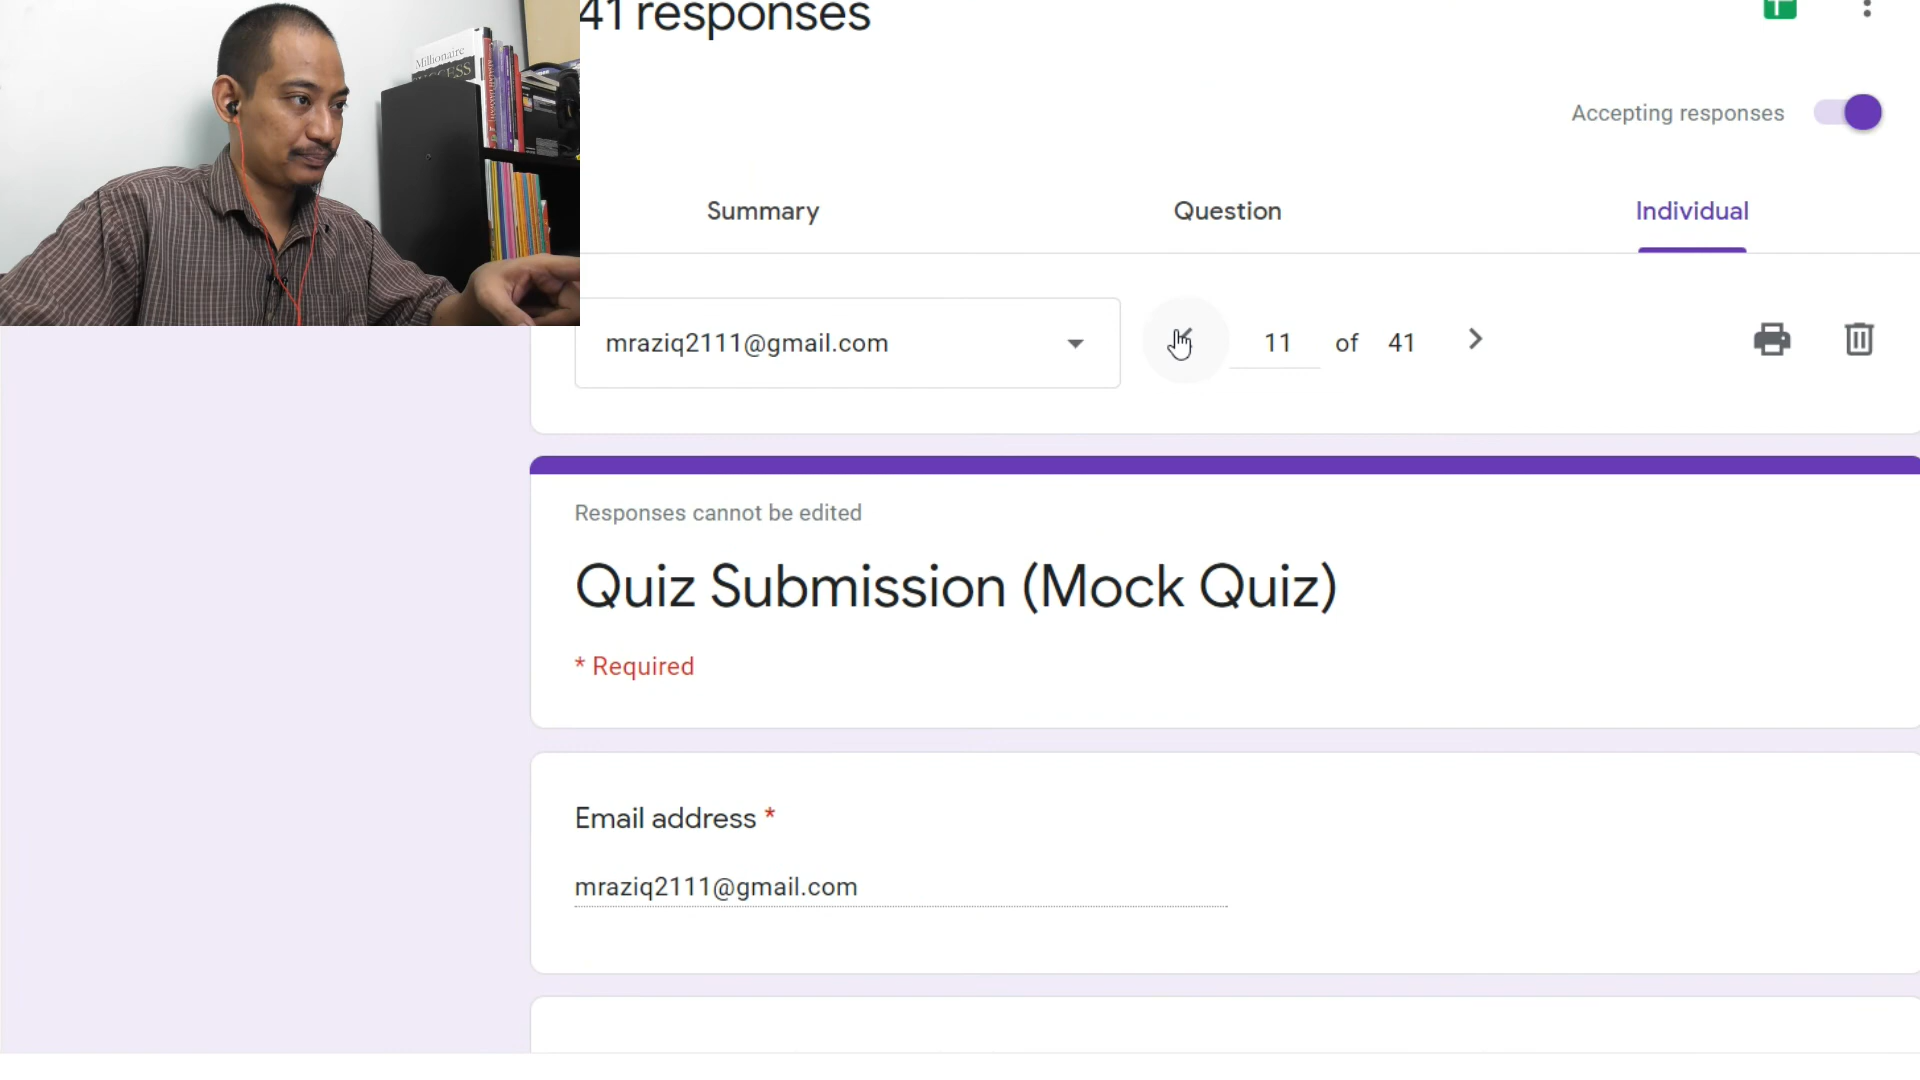 41 responses
Millionaire
Accepting responses
Summary
Question
Individual
mraziq2111@gmail.com
11 of 41
Responses cannot be edited
Quiz Submission (Mock Quiz)
* Required
Email address *
mraziq2111@gmail.com